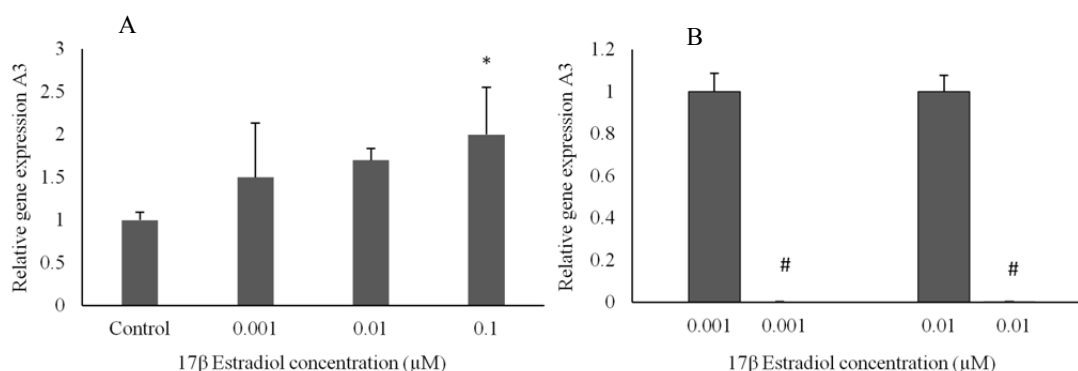 A
Relative gene expression A3
3
2.5
2
1.5
1
0.5
0
*
Control 0.001 0.01 0.1
17β Estradiol concentration (µM)
B
Relative gene expression A3
1.2
1
0.8
0.6
0.4
0.2
0
# #
0.001 0.001 0.01 0.01
17β Estradiol concentration (µM)